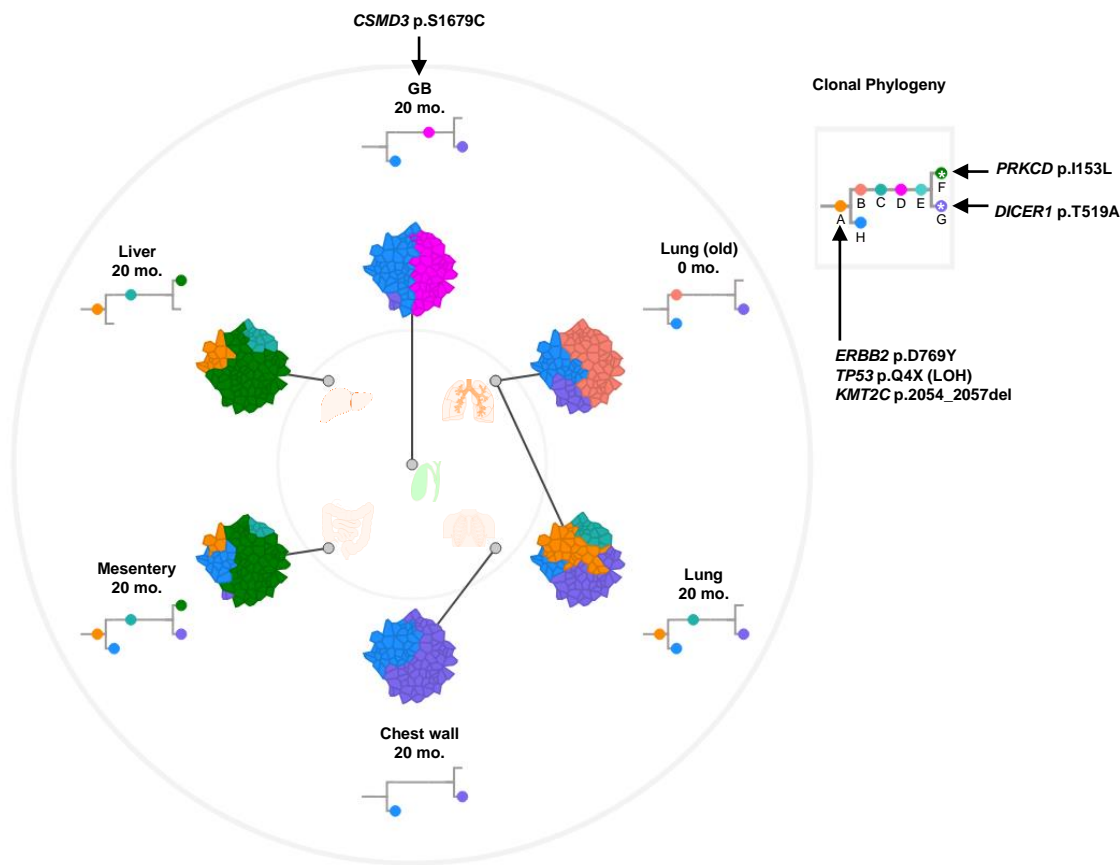 CSMD3 p.S1679C
GB
20 mo.
Clonal Phylogeny
PRKCD p.I153L
DICER1 p.T519A
A
B
C
D
E
F
G
H
*
*
ERBB2 p.D769Y
TP53 p.Q4X (LOH)
KMT2C p.2054_2057del
Liver
20 mo.
Lung (old)
0 mo.
Mesentery
20 mo.
Lung
20 mo.
Chest wall
20 mo.